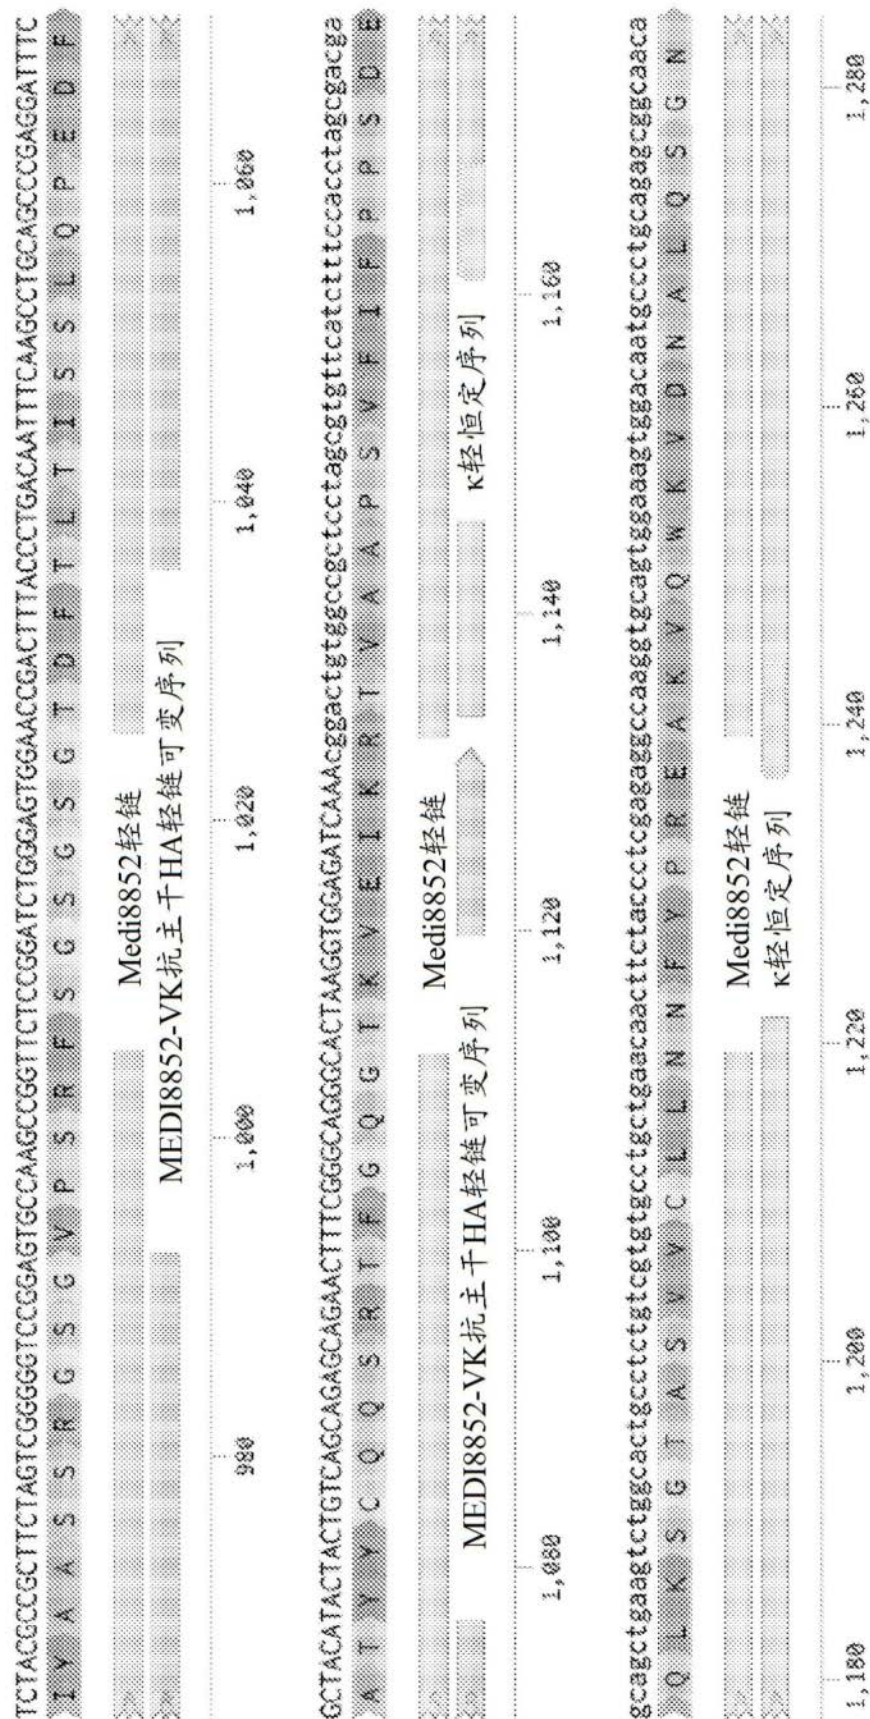 TCTACGCCGCTTCTAGTCGGGGGTCCGGAGTGCCAAGCCGGTTCTCCGGATCTGGGAGTGGAACCGACTTTACCCTGACAATTTCAAGCCTGCAGCCCGAGGATTTC
I Y A A S S R G S G V P S R F S G S G S G T D F T L T I S S L Q P E D F
Medi8852轻链
MEDI8852-VK抗主干HA轻链可变序列
980 1,000 1,020 1,040 1,060
GCTACATACTACTGTCAGCAGAGCAGAACTTTCGGGCAGGGCACTAAGGTGGAGATCAAACggactgtggccgctcctagcgtgttcatctttccacctagcgacga
A T Y Y C Q Q S R T F G Q G T K V E I K R T V A A P S V F I F P P S D E
Medi8852轻链
MEDI8852-VK抗主干HA轻链可变序列 κ轻恒定序列
1,080 1,100 1,120 1,140 1,160
gcagctgaagtctggcactgcctctgtcgtgtgcctgctgaacaacttctaccctcgagaggccaaggtgcagtggaaagtggacaatgccctgcagagcggcaaca
Q L K S G T A S V V C L L N N F Y P R E A K V Q W K V D N A L Q S G N
Medi8852轻链
κ轻恒定序列
1,180 1,200 1,220 1,240 1,260 1,280